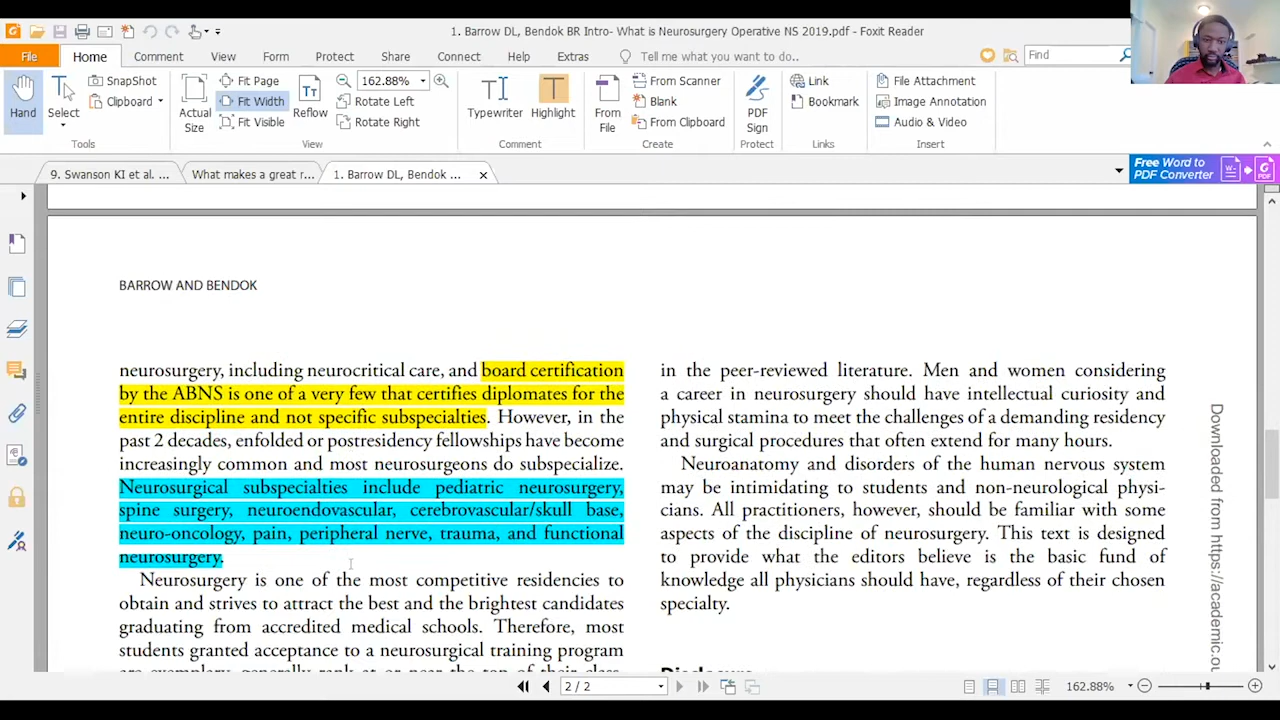 1. Barrow DL, Bendok BR Intro- What is Neurosurgery Operative NS 2019.pdf - Foxit Reader
File Home Comment View Form Protect Share Connect Help Extras Tell me what you want to do.. Find
Hand
Select
SnapShot
Clipboard
Tools
Actual Size
Fit Page
Fit Width
Fit Visible
Reflow
162.88%
Rotate Left
Rotate Right
View
Typewriter
Highlight
Comment
From File
From Scanner
Blank
From Clipboard
Create
PDF Sign
Protect
Link
Bookmark
Links
File Attachment
Image Annotation
Audio & Video
Insert
9. Swanson KI et al. ...
What makes a great r...
1. Barrow DL, Bendok ...
Free Word to
PDF Converter
BARROW AND BENDOK
neurosurgery, including neurocritical care, and board certification
by the ABNS is one of a very few that certifies diplomates for the
entire discipline and not specific subspecialties. However, in the
past 2 decades, enfolded or postresidency fellowships have become
increasingly common and most neurosurgeons do subspecialize.
Neurosurgical subspecialties include pediatric neurosurgery,
spine surgery, neuroendovascular, cerebrovascular/skull base,
neuro-oncology, pain, peripheral nerve, trauma, and functional
neurosurgery.
Neurosurgery is one of the most competitive residencies to
obtain and strives to attract the best and the brightest candidates
graduating from accredited medical schools. Therefore, most
students granted acceptance to a neurosurgical training program
are exemplary, generally rank at or near the top of their class,
in the peer-reviewed literature. Men and women considering
a career in neurosurgery should have intellectual curiosity and
physical stamina to meet the challenges of a demanding residency
and surgical procedures that often extend for many hours.
Neuroanatomy and disorders of the human nervous system
may be intimidating to students and non-neurological physi-
cians. All practitioners, however, should be familiar with some
aspects of the discipline of neurosurgery. This text is designed
to provide what the editors believe is the basic fund of
knowledge all physicians should have, regardless of their chosen
specialty.
Disclosure
Downloaded from https://academic.ou
2 / 2
162.88%